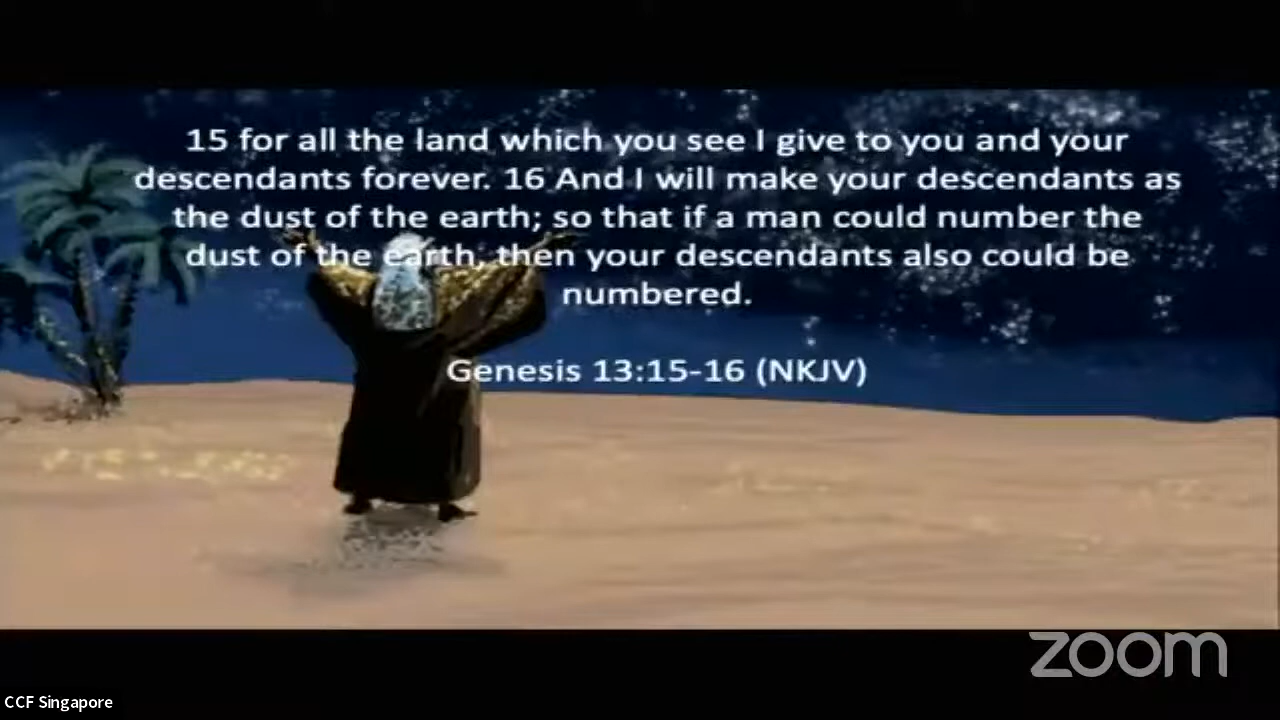 15 for all the land which you see I give to you and your
descendants forever. 16 And I will make your descendants as
the dust of the earth; so that if a man could number the
dust of the earth, then your descendants also could be
numbered.
Genesis 13:15-16 (NKJV)
zoom
CCF Singapore